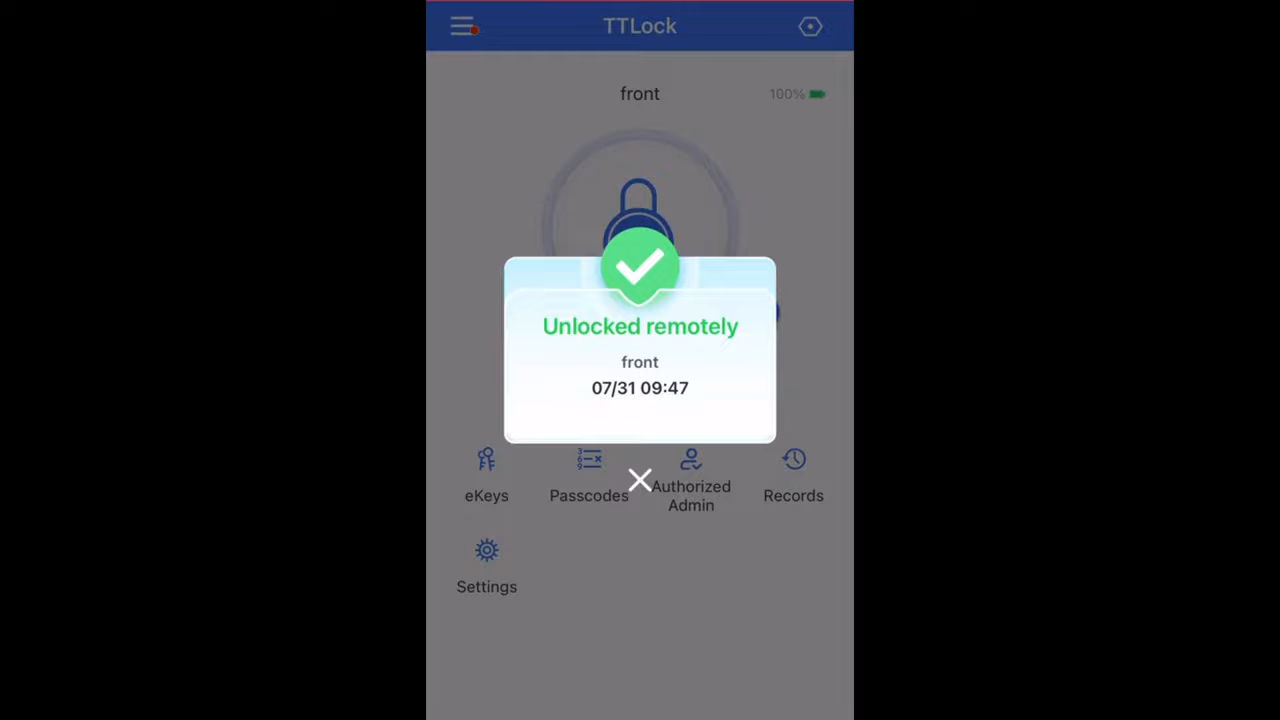 TTLock
front
100%
Unlocked remotely
front
07/31 09:47
eKeys
Passcodes
Authorized
Admin
Records
Settings